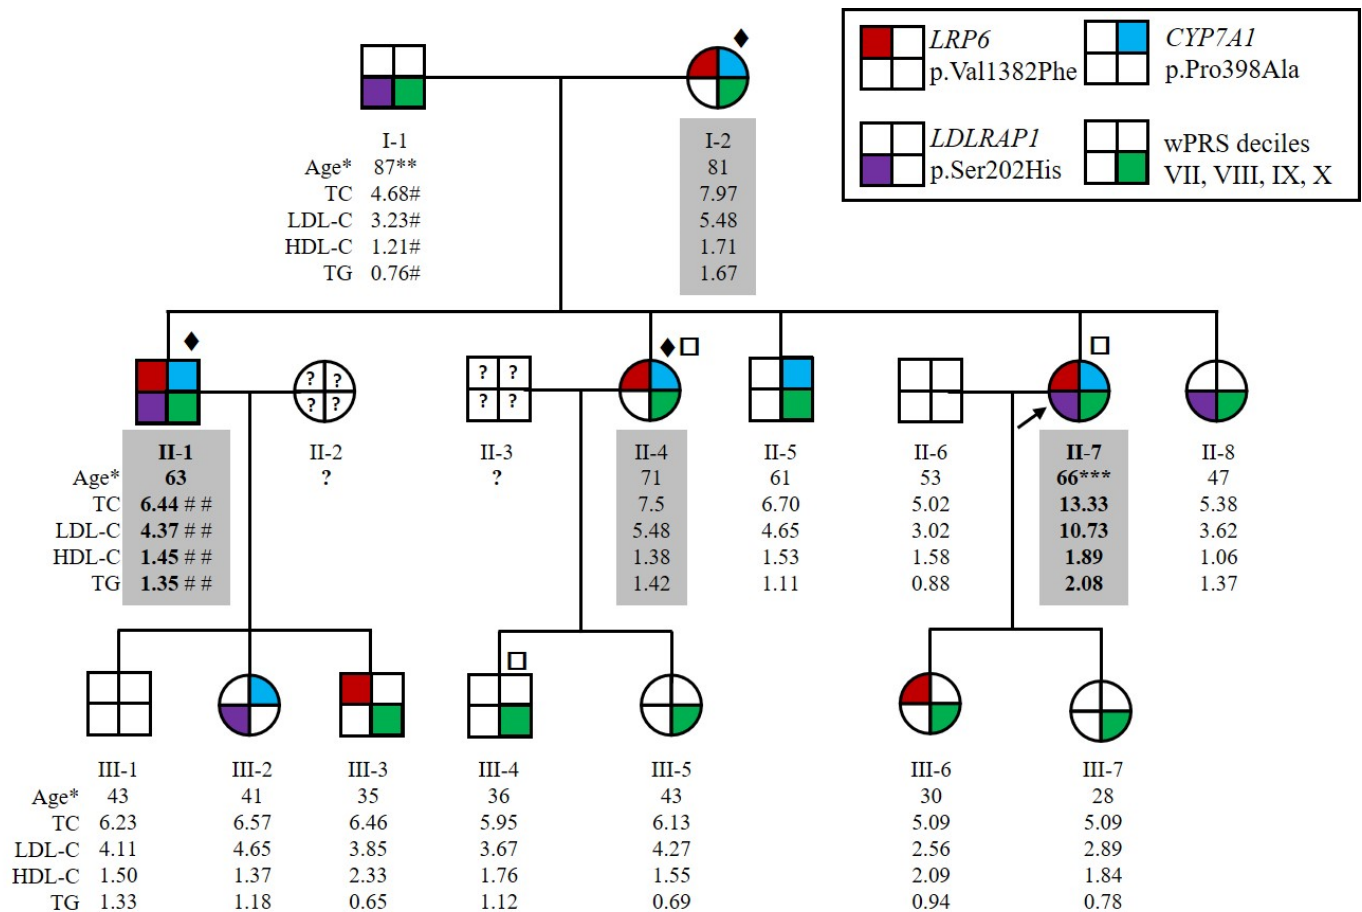 LRP6
p.Val1382Phe
CYP7A1
p.Pro398Ala
LDLRAP1
p.Ser202His
wPRS deciles
VII, VIII, IX, X
I-1 I-2
Age* 87** 81
TC 4.68# 7.97
LDL-C 3.23# 5.48
HDL-C 1.21# 1.71
TG 0.76# 1.67
? ? ? ?
? ? ? ?
II-1 II-2 II-3 II-4 II-5 II-6 II-7 II-8
Age* 63 ? ? 71 61 53 66*** 47
TC 6.44 # # 7.5 6.70 5.02 13.33 5.38
LDL-C 4.37 # # 5.48 4.65 3.02 10.73 3.62
HDL-C 1.45 # # 1.38 1.53 1.58 1.89 1.06
TG 1.35 # # 1.42 1.11 0.88 2.08 1.37
III-1 III-2 III-3 III-4 III-5 III-6 III-7
Age* 43 41 35 36 43 30 28
TC 6.23 6.57 6.46 5.95 6.13 5.09 5.09
LDL-C 4.11 4.65 3.85 3.67 4.27 2.56 2.89
HDL-C 1.50 1.37 2.33 1.76 1.55 2.09 1.84
TG 1.33 1.18 0.65 1.12 0.69 0.94 0.78